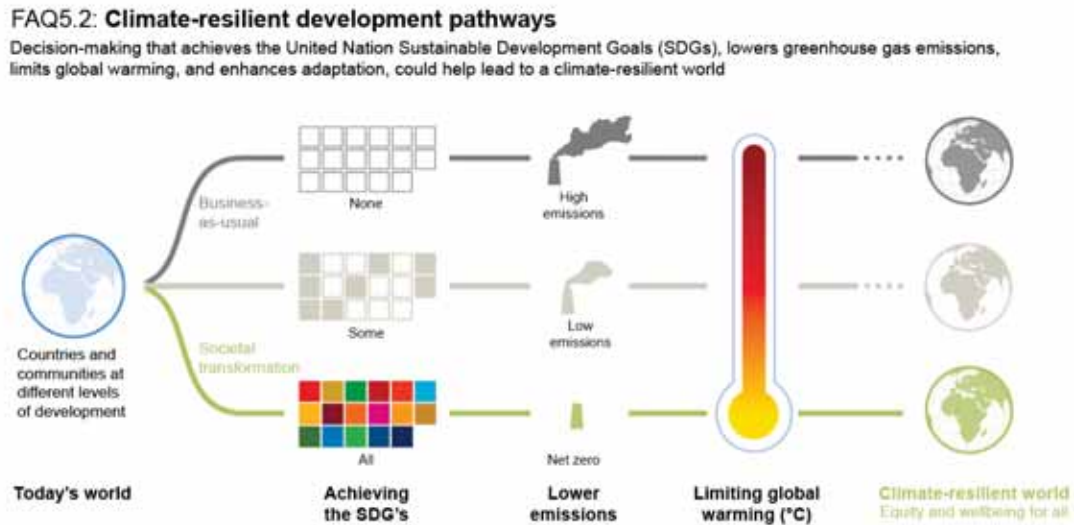 FAQ5.2: Climate-resilient development pathways
Decision-making that achieves the United Nation Sustainable Development Goals (SDGs), lowers greenhouse gas emissions,
limits global warming, and enhances adaptation, could help lead to a climate-resilient world
Business-
as-usual
None
High
emissions
Some
Low
emissions
Societal
transformation
Countries and
communities at
different levels
of development
All
Net zero
Today's world
Achieving
the SDG's
Lower
emissions
Limiting global
warming (°C)
Climate-resilient world
Equity and wellbeing for all